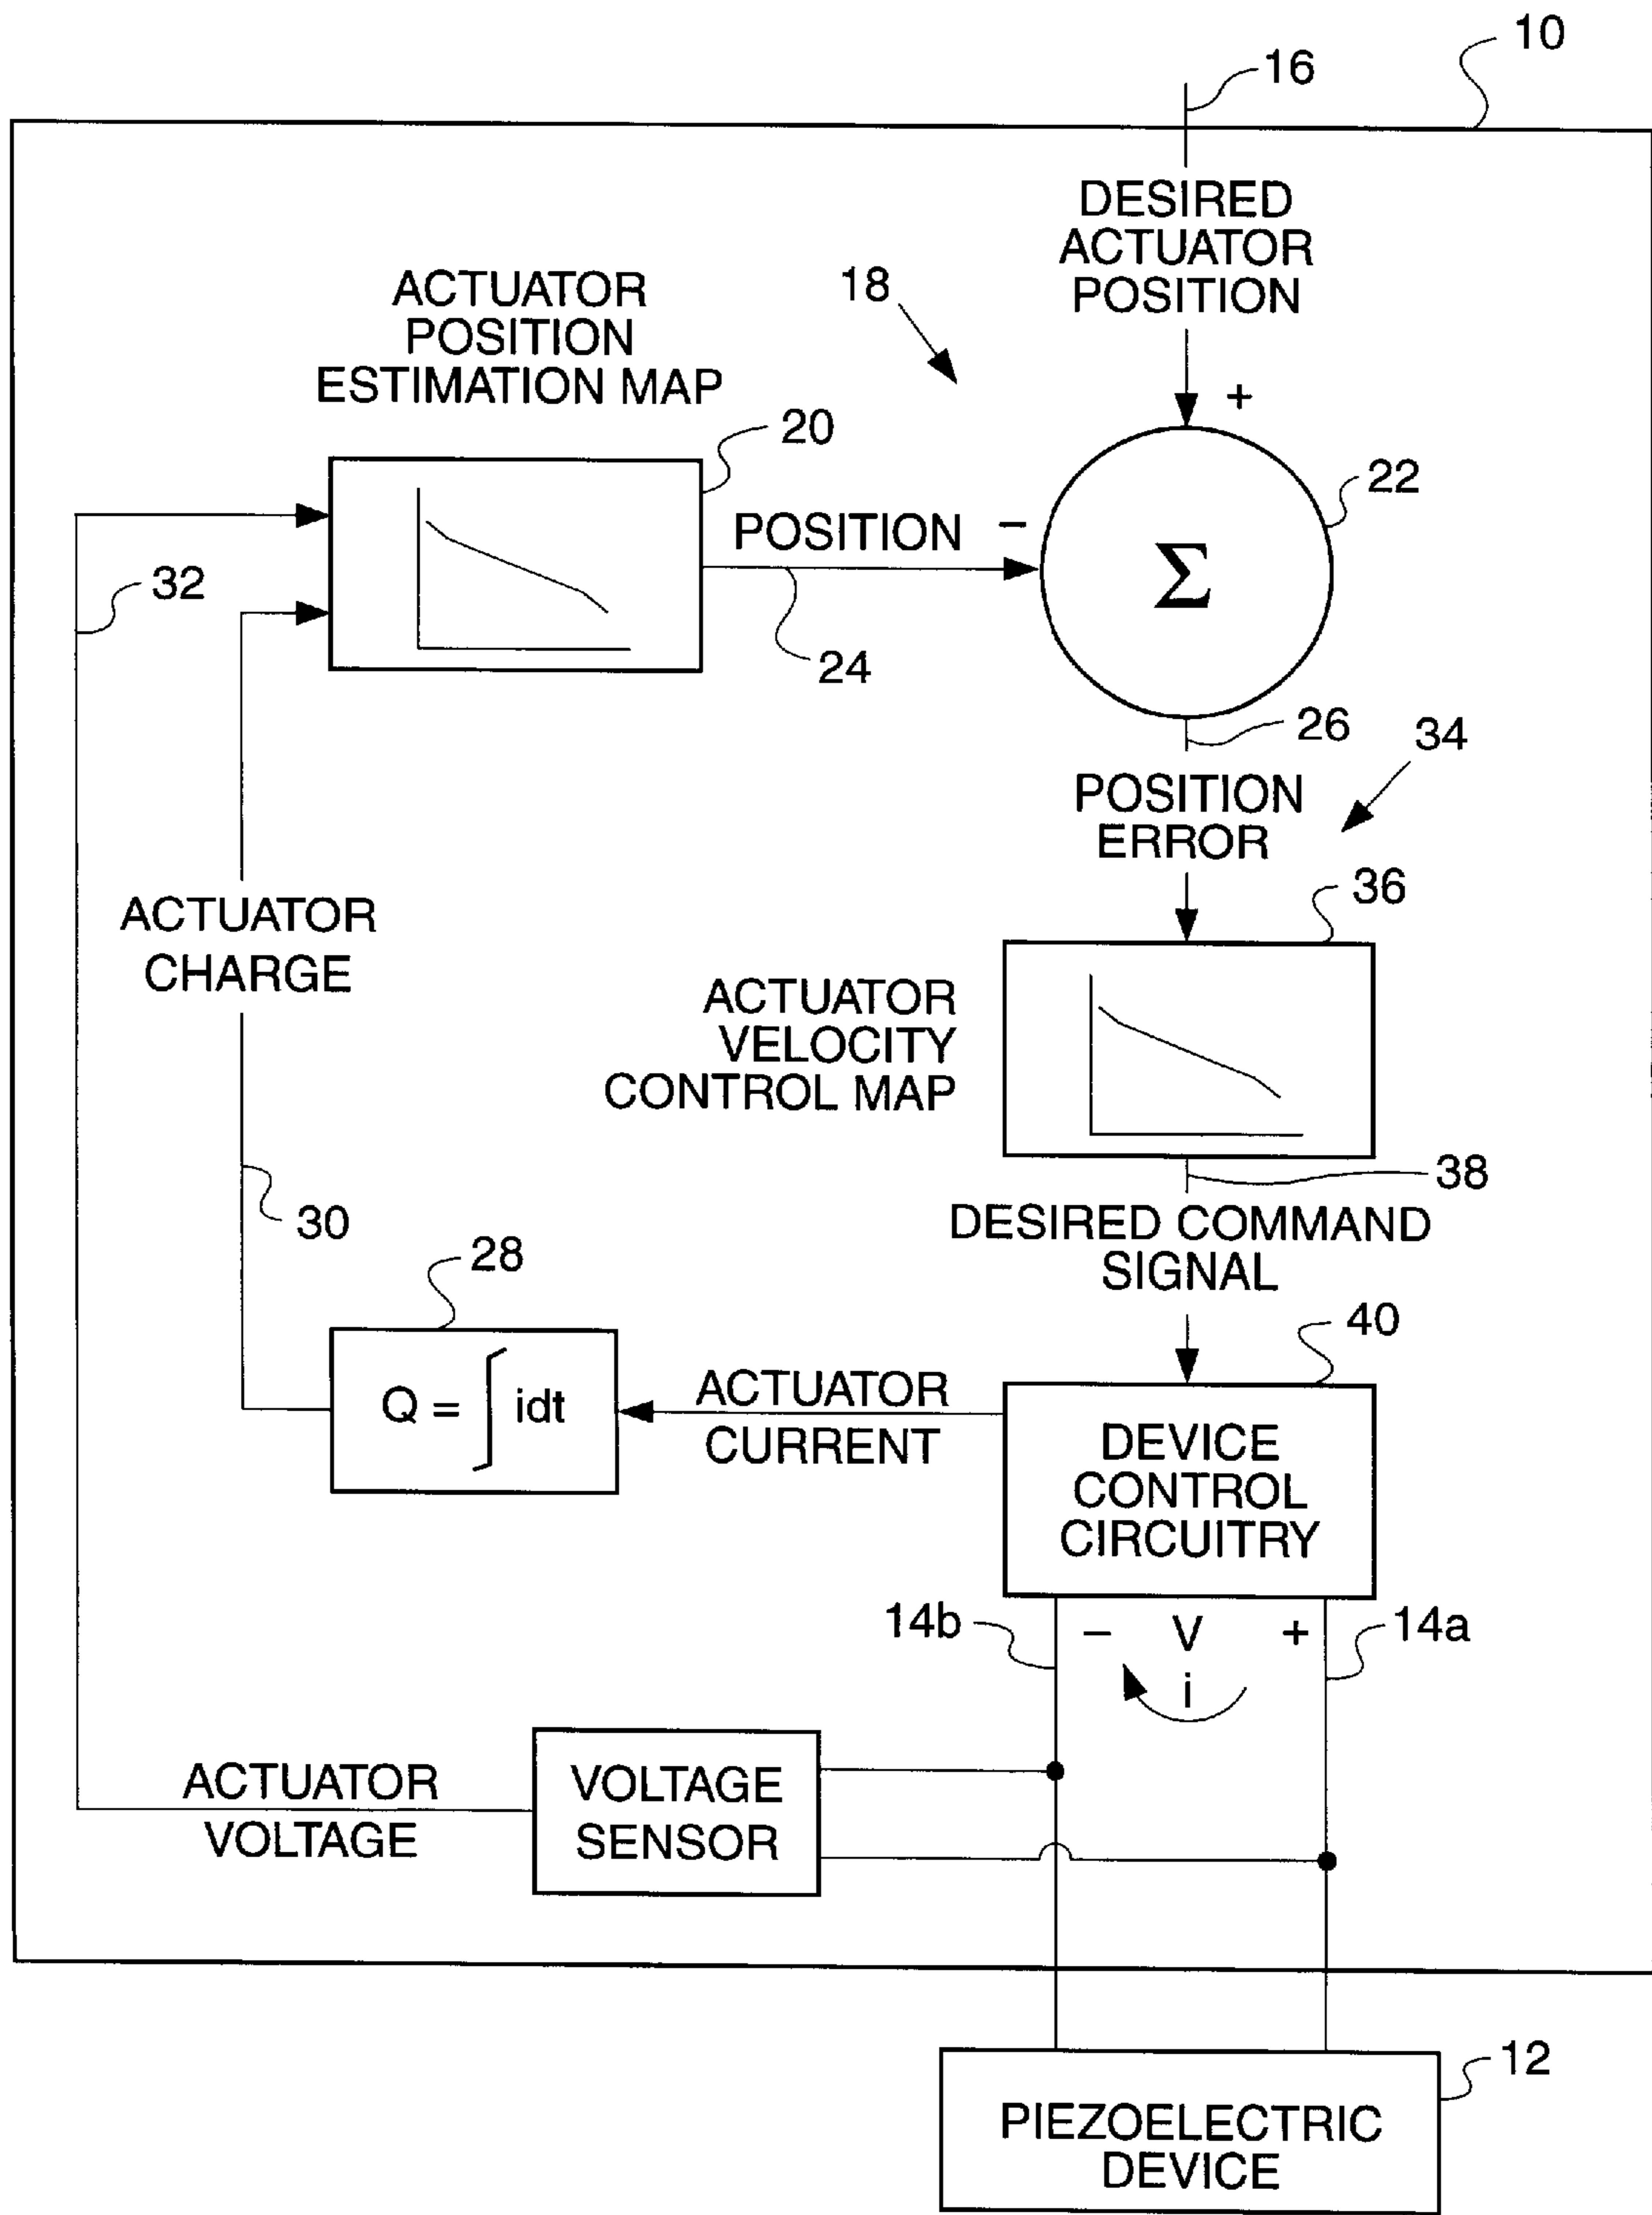 10
16
DESIRED
ACTUATOR
POSITION
18
+
ACTUATOR
POSITION
ESTIMATION MAP
20
22
POSITION
−
Σ
32
24
26
34
POSITION
ERROR
36
ACTUATOR
CHARGE
ACTUATOR
VELOCITY
CONTROL MAP
38
30
DESIRED COMMAND
SIGNAL
28
40
Q = ∫ idt
ACTUATOR
CURRENT
DEVICE
CONTROL
CIRCUITRY
14b
− V +
14a
i
ACTUATOR
VOLTAGE
VOLTAGE
SENSOR
12
PIEZOELECTRIC
DEVICE